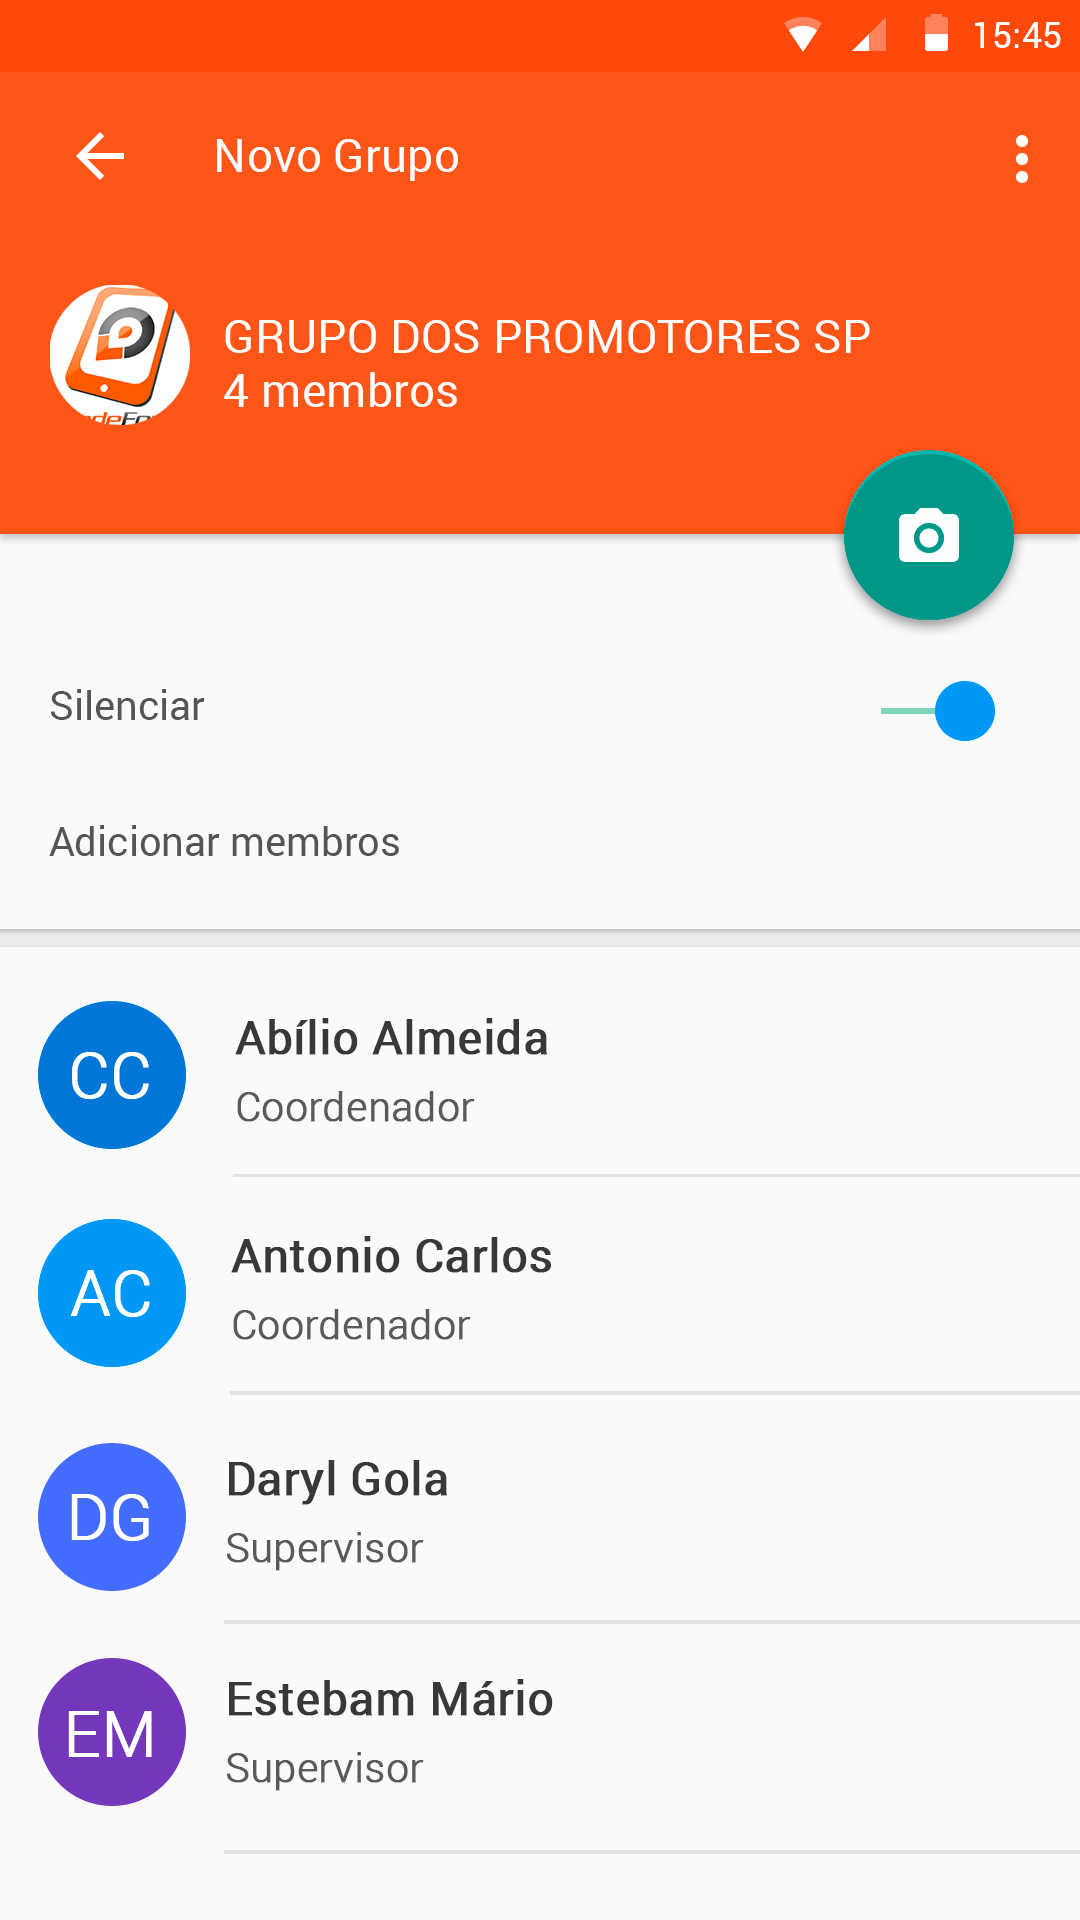 15:45
Novo Grupo
GRUPO DOS PROMOTORES SP
4 membros
Silenciar
Adicionar membros
CC
Abílio Almeida
Coordenador
AC
Antonio Carlos
Coordenador
DG
Daryl Gola
Supervisor
EM
Estebam Mário
Supervisor